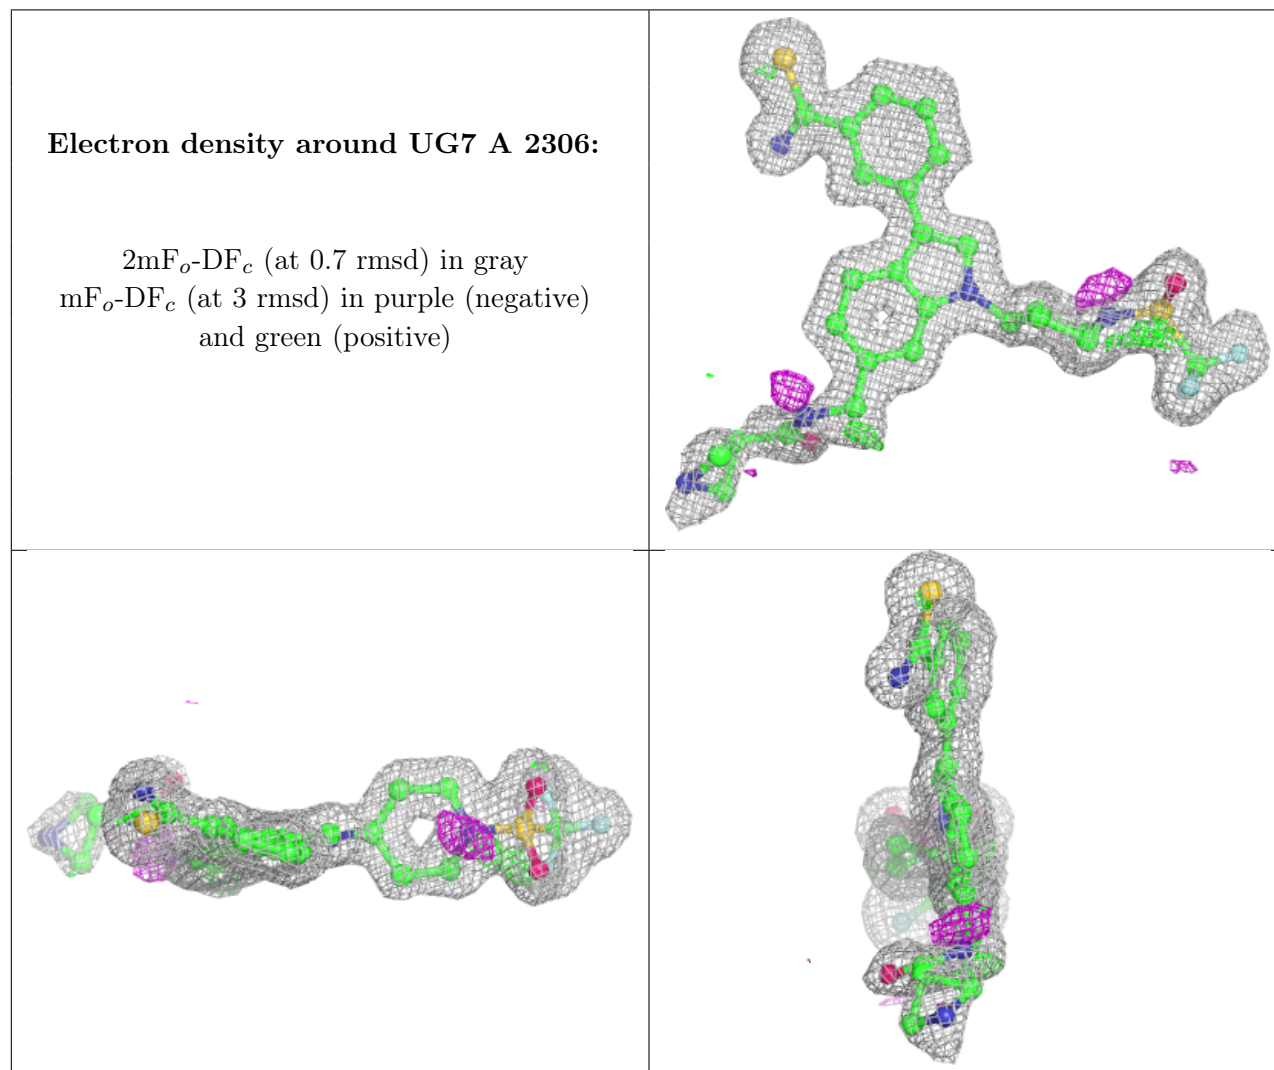 Electron density around UG7 A 2306:
2mFo-DFc (at 0.7 rmsd) in gray
mFo-DFc (at 3 rmsd) in purple (negative)
and green (positive)